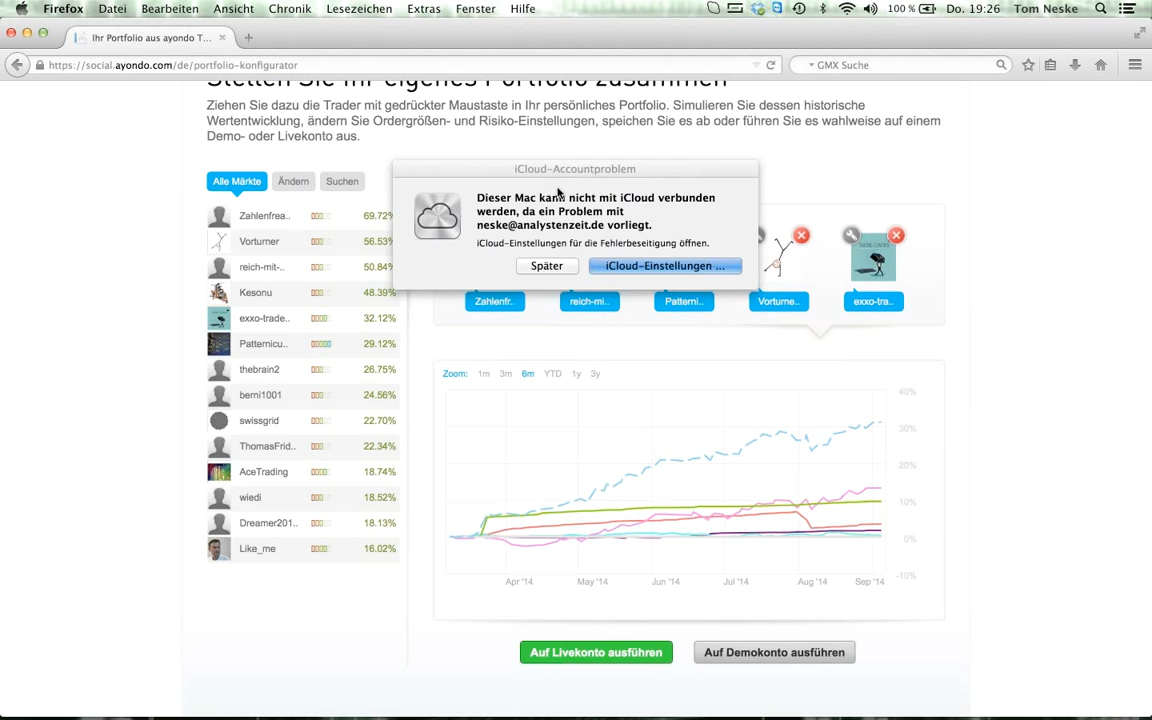 Firefox Datei Bearbeiten Ansicht Chronik Lesezeichen Extras Fenster Hilfe 100 % Do. 19:26 Tom Neske
Ihr Portfolio aus ayondo T...
https://social.ayondo.com/de/portfolio-konfigurator GMX Suche
Stellen Sie Ihr eigenes Portfolio zusammen
Ziehen Sie dazu die Trader mit gedrückter Maustaste in Ihr persönliches Portfolio. Simulieren Sie dessen historische
Wertentwicklung, ändern Sie Ordergrößen- und Risiko-Einstellungen, speichen Sie es ab oder führen Sie es wahlweise auf einem
Demo- oder Livekonto aus.
Alle Märkte Ändern Suchen
iCloud-Accountproblem
Dieser Mac kann nicht mit iCloud verbunden
werden, da ein Problem mit
neske@analystenzeit.de vorliegt.
iCloud-Einstellungen für die Fehlerbeseitigung öffnen.
Später iCloud-Einstellungen ...
Zahlenfrea.. 69.72%
Vorturner 56.53%
reich-mit-.. 50.84%
Kesonu 48.39%
exxo-trade.. 32.12%
Patternicu.. 29.12%
thebrain2 26.75%
berni1001 24.56%
swissgrid 22.70%
ThomasFrid.. 22.34%
AceTrading 18.74%
wiedi 18.52%
Dreamer201.. 18.13%
Like_me 16.02%
TAKING CONTROL
Zahlenfr.. reich-mi.. Patterni.. Vorturne.. exxo-tra..
Zoom: 1m 3m 6m YTD 1y 3y
40%
30%
20%
10%
0%
-10%
Apr '14 May '14 Jun '14 Jul '14 Aug '14 Sep '14
Auf Livekonto ausführen Auf Demokonto ausführen